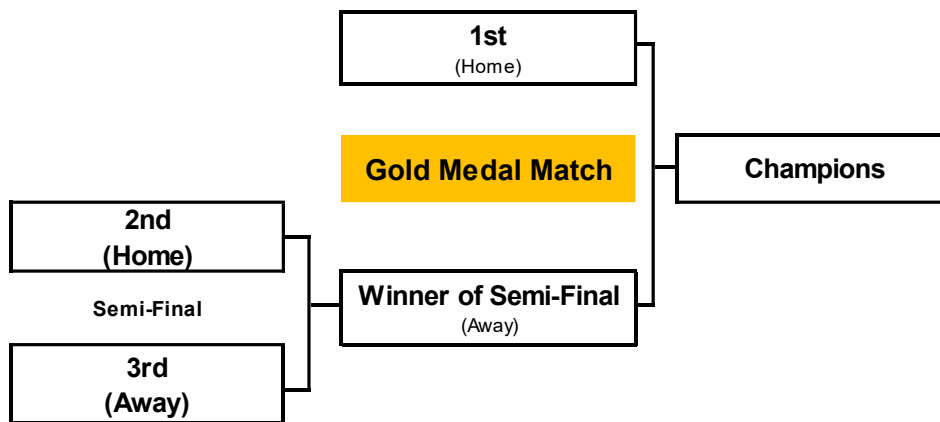 1st
(Home)
Gold Medal Match
Champions
2nd
(Home)
Semi-Final
3rd
(Away)
Winner of Semi-Final
(Away)